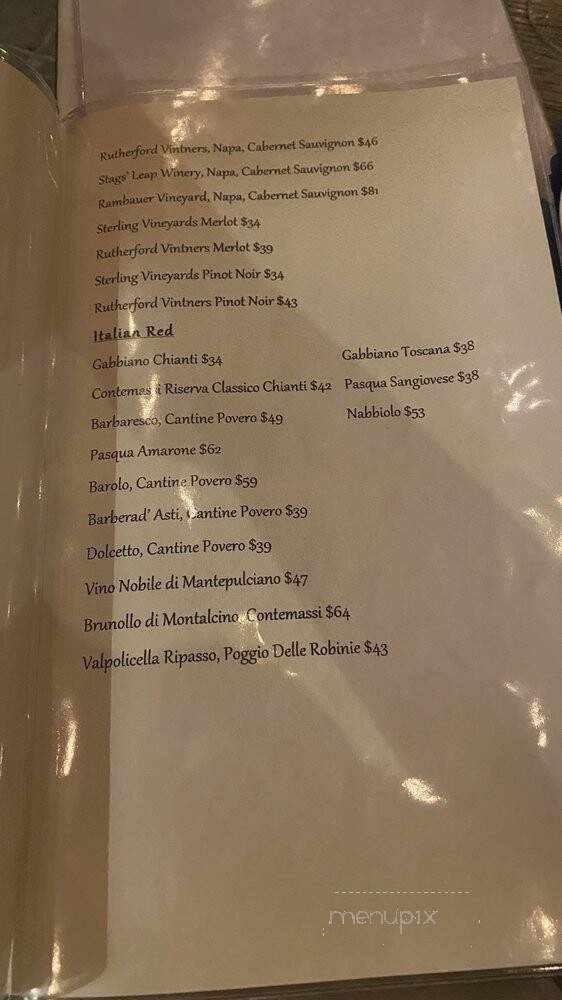 Rutherford Vintners, Napa, Cabernet Sauvignon $46
Stags' Leap Winery, Napa, Cabernet Sauvignon $66
Rambauer Vineyard, Napa, Cabernet Sauvignon $81
Sterling Vineyards Merlot $34
Rutherford Vintners Merlot $39
Sterling Vineyards Pinot Noir $34
Rutherford Vintners Pinot Noir $43
Italian Red
Gabbiano Chianti $34 Gabbiano Toscana $38
Riserva Classico Chianti $42 Pasqua Sangiovese $38
Barbaresco, Cantine Povero $49 Nabbiolo $53
Pasqua Amarone $62
Barolo, Cantine Povero $59
Barberad' Asti, Cantine Povero $39
Dolcetto, Cantine Povero $39
Vino Nobile di Mantepulciano $47
Brunollo di Montalcino, Contemassi $64
Valpolicella Ripasso, Poggio Delle Robinie $43
menupix